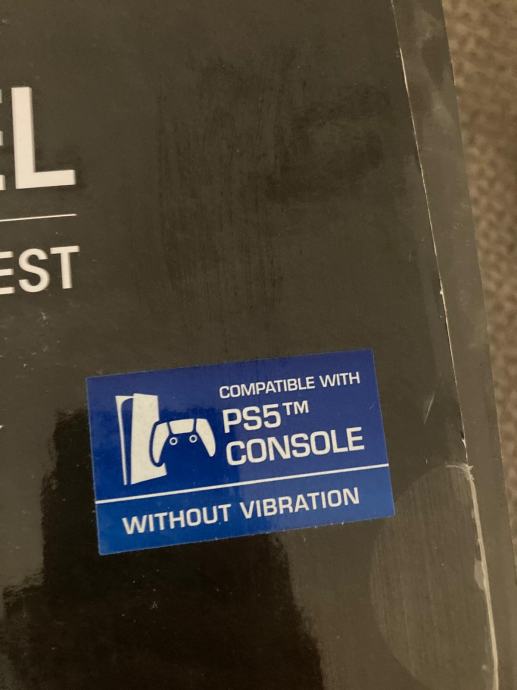 EL
EST
COMPATIBLE WITH
PS5™
CONSOLE
WITHOUT VIBRATION